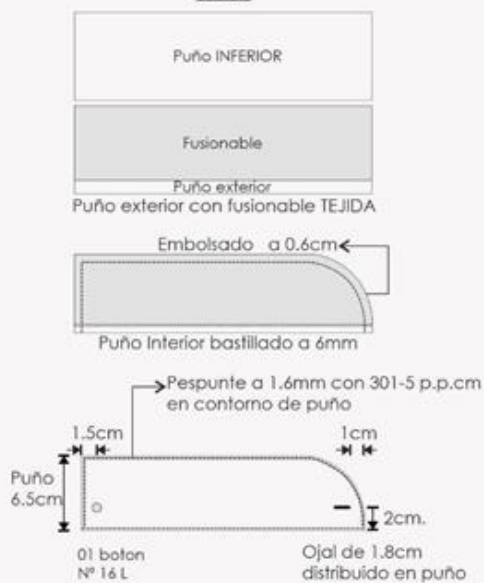 Puño INFERIOR
Fusionable
Puño exterior
Puño exterior con fusionable TEJIDA
Embolsado a 0.6cm
Puño Interior bastillado a 6mm
Pespunte a 1.6mm con 301-5 p.p.cm
en contorno de puño
1.5cm
1cm
Puño
6.5cm
2cm.
01 boton
Nº 16 L
Ojal de 1.8cm
distribuido en puño